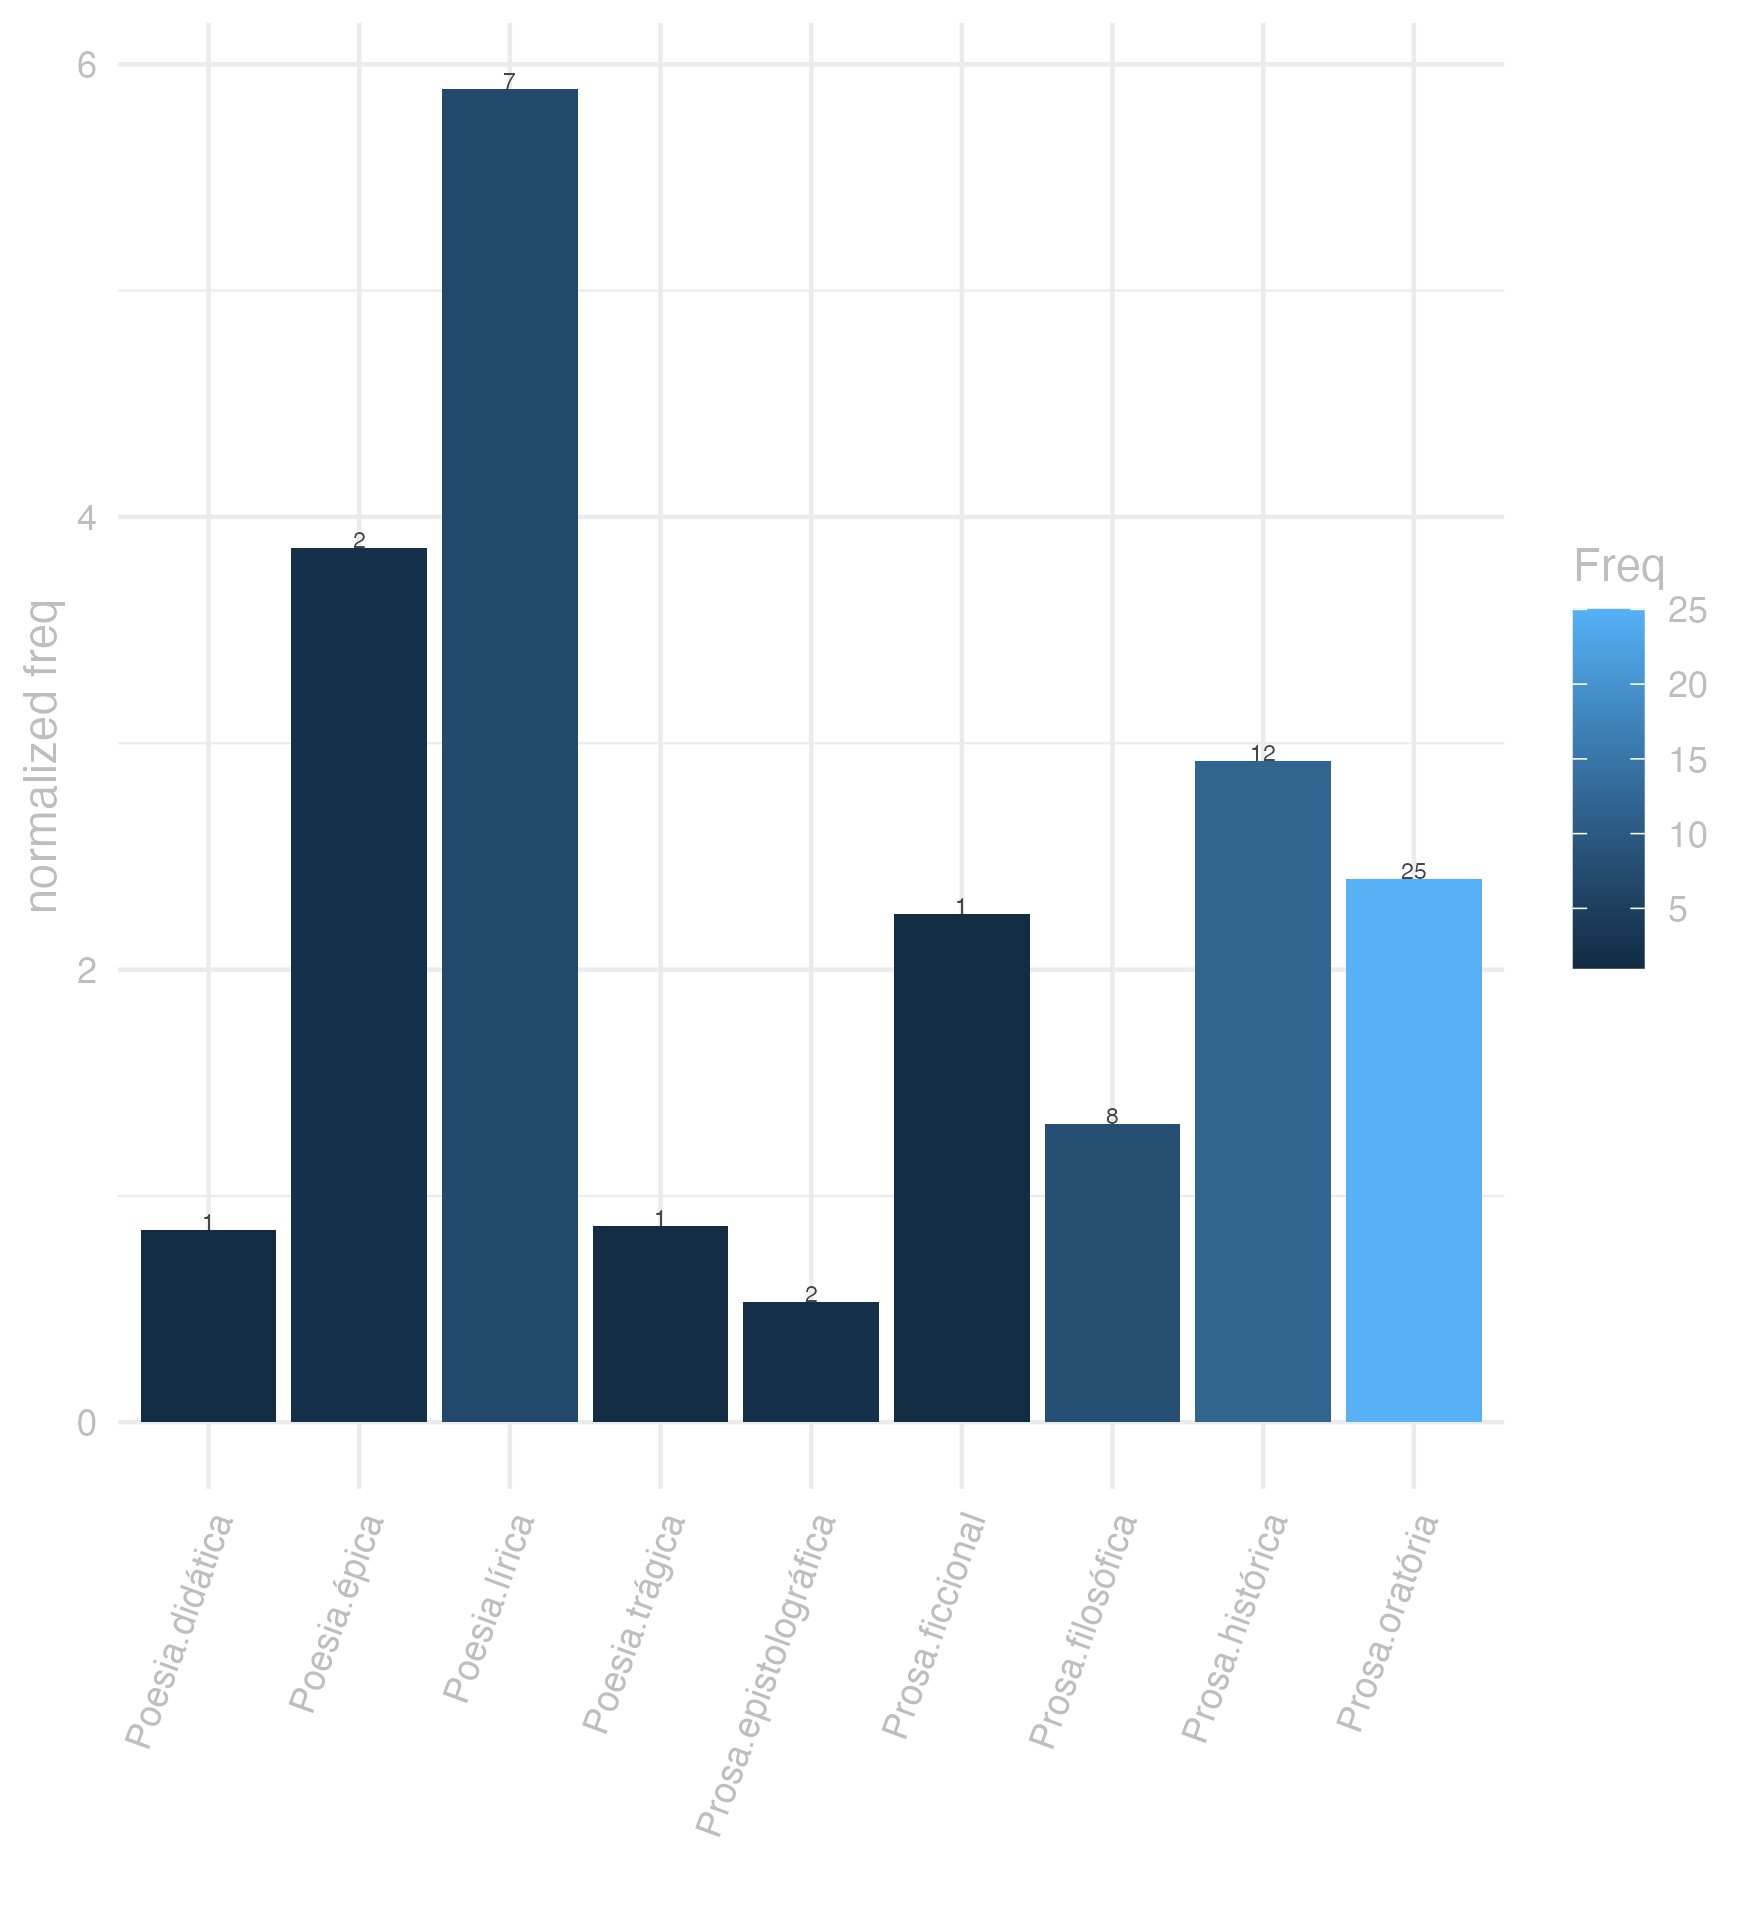 6
4
2
0
normalized freq
7
2
12
25
1
8
1
1
2
Freq
25
20
15
10
5
Poesia.didática
Poesia.épica
Poesia.lírica
Poesia.trágica
Prosa.epistolográfica
Prosa.ficcional
Prosa.filosófica
Prosa.histórica
Prosa.oratória